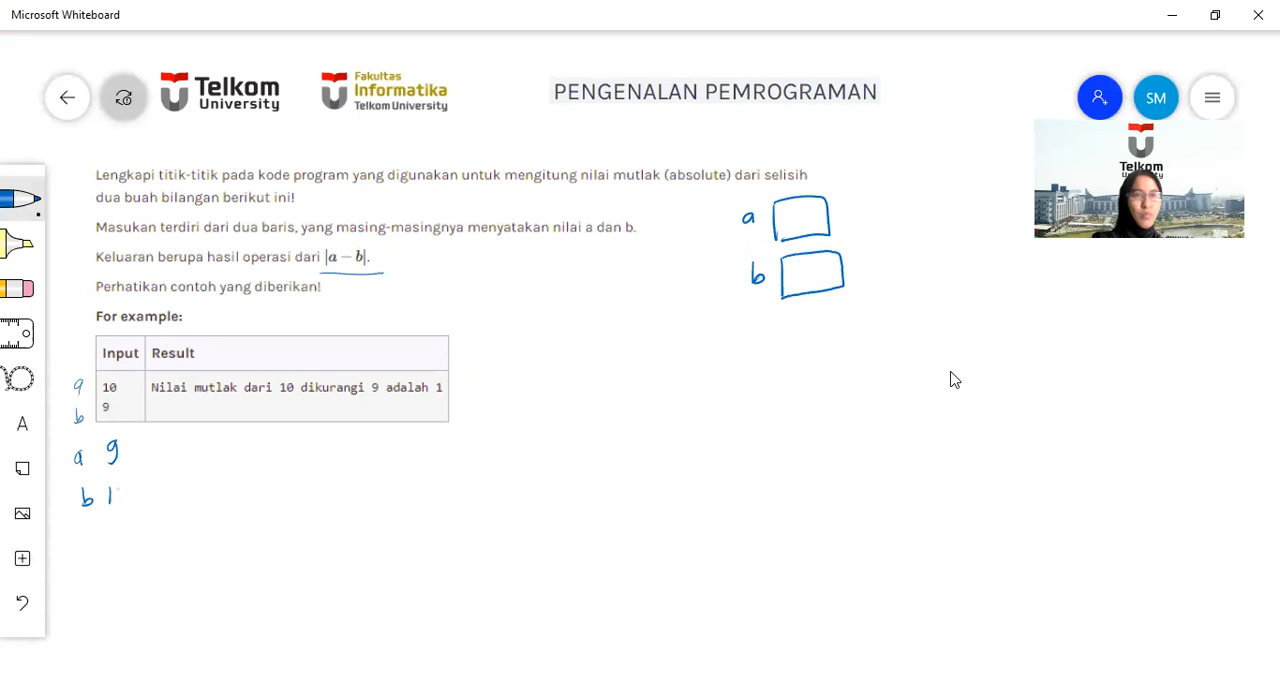 Microsoft Whiteboard
Telkom University
Fakultas Informatika Telkom University
PENGENALAN PEMROGRAMAN
SM
Telkom
Lengkapi titik-titik pada kode program yang digunakan untuk mengitung nilai mutlak (absolute) dari selisih
dua buah bilangan berikut ini!
Masukan terdiri dari dua baris, yang masing-masingnya menyatakan nilai a dan b.
Keluaran berupa hasil operasi dari |a − b|.
Perhatikan contoh yang diberikan!
For example:
Input Result
10 Nilai mutlak dari 10 dikurangi 9 adalah 1
9
a
b
a
b
a 9
b 1
A